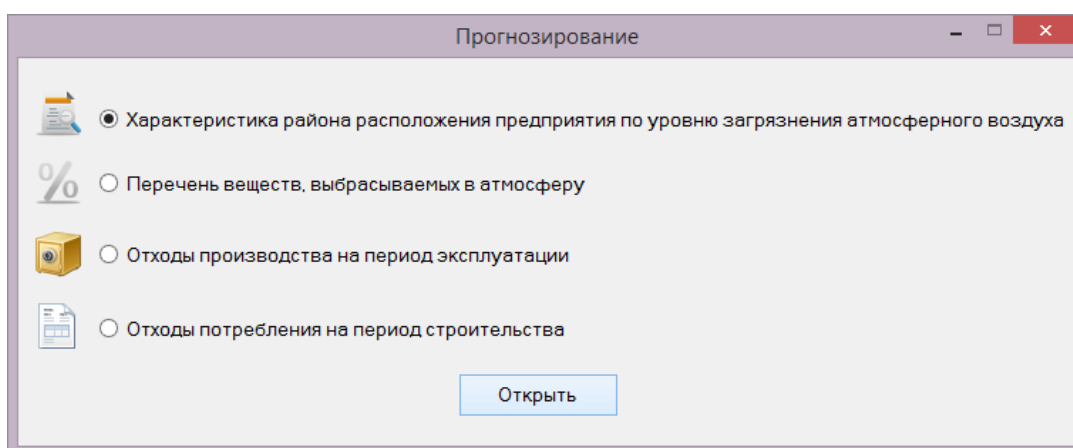 Прогнозирование
Характеристика района расположения предприятия по уровню загрязнения атмосферного воздуха
%
Перечень веществ, выбрасываемых в атмосферу
Отходы производства на период эксплуатации
Отходы потребления на период строительства
Открыть